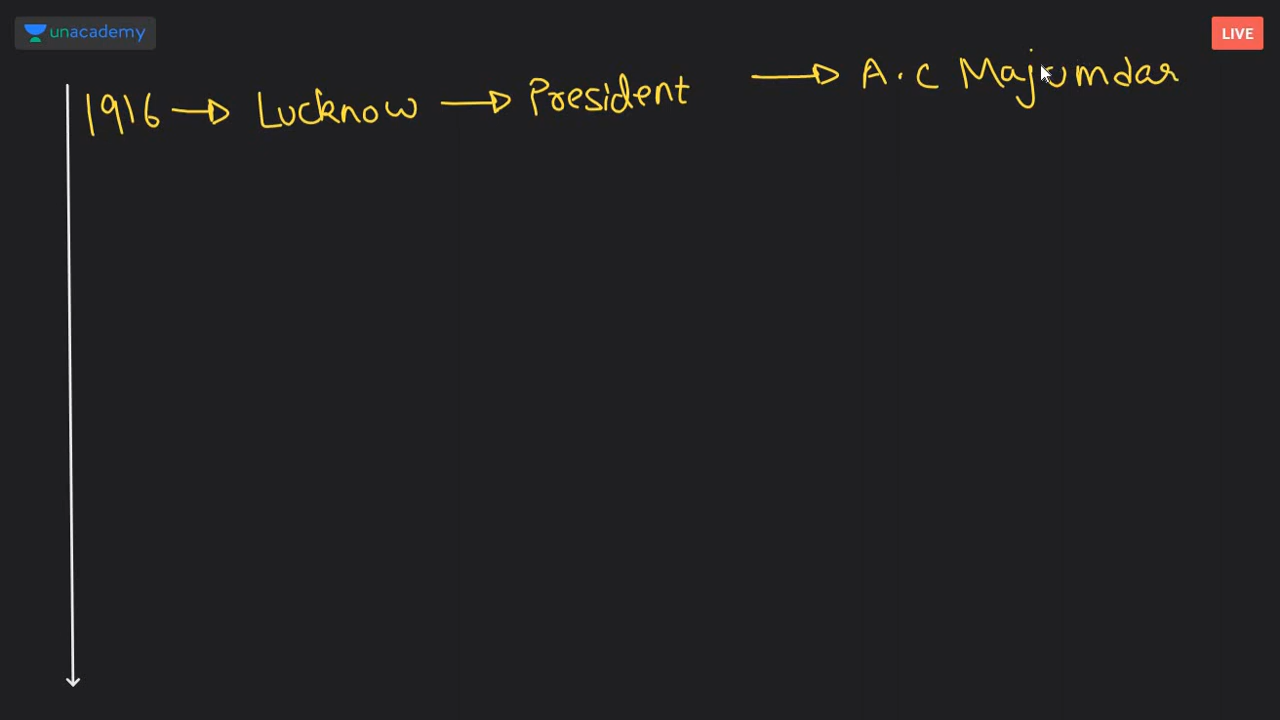 unacademy
LIVE
1916 → Lucknow → President → A.C Majumdar